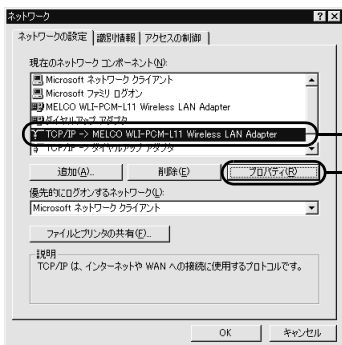 ネットワーク
ネットワークの設定 識別情報 アクセスの制御
現在のネットワーク コンポーネント(N):
Microsoft ネットワーク クライアント
Microsoft ファミリ ログオン
MELCO WLI-PCM-L11 Wireless LAN Adapter
ダイヤルアップ アダプタ
TCP/IP -> MELCO WLI-PCM-L11 Wireless LAN Adapter
TCP/IP -> ダイヤルアップ アダプタ
追加(A)... 削除(E) プロパティ(R)
優先的にログオンするネットワーク(L):
Microsoft ネットワーク クライアント
ファイルとプリンタの共有(F)...
説明
TCP/IP は、インターネットや WAN への接続に使用するプロトコルです。
OK キャンセル